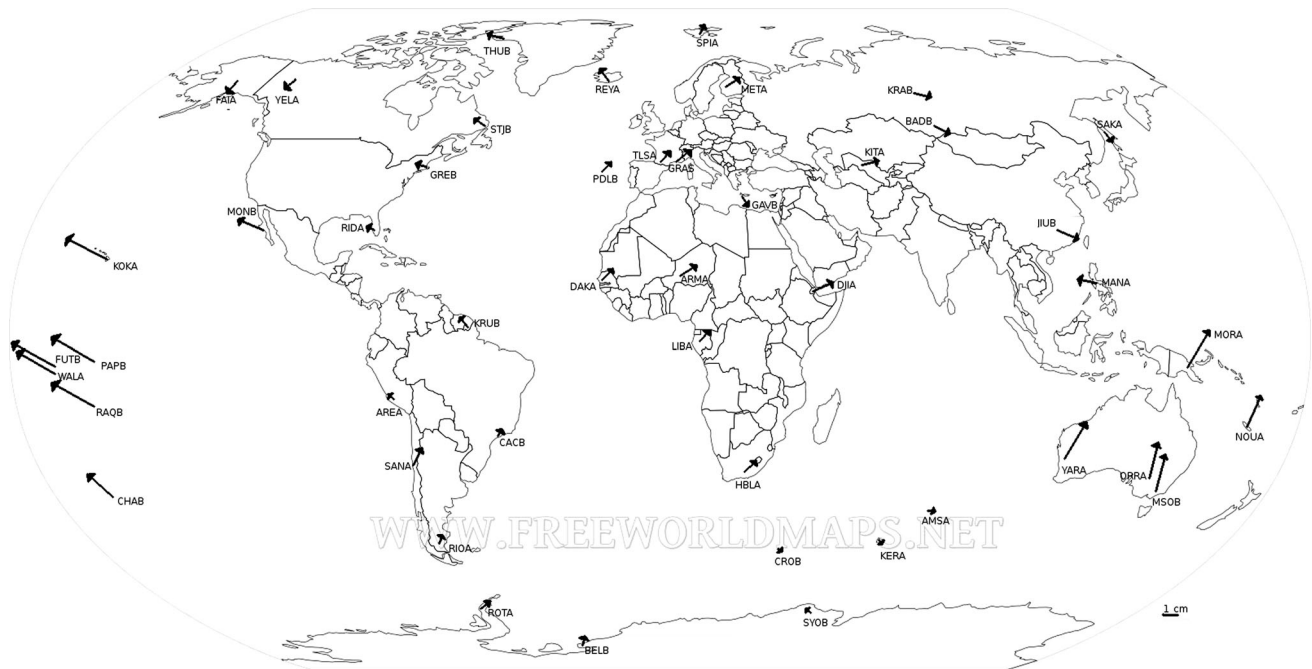 SPIA
THUB
REYA
META
FAIA
YELA
KRAB
STJB
BADB
SAKA
TLSA
KITA
GREB
PDLB
GRAS
GAVB
MONB
RIDA
JIUB
KOKA
DAKA
ARMA
DJIA
MANA
KRUB
LIBA
MORA
FUTB
PAPB
WALA
RAQB
AREA
CACB
NOUA
SANA
YARA
ORRA
HBLA
CHAB
MSOB
WWW.FREEWORLDMAPS.NET
AMSA
RIOA
CROB
KERA
ROTA
1 cm
SYOB
BELB